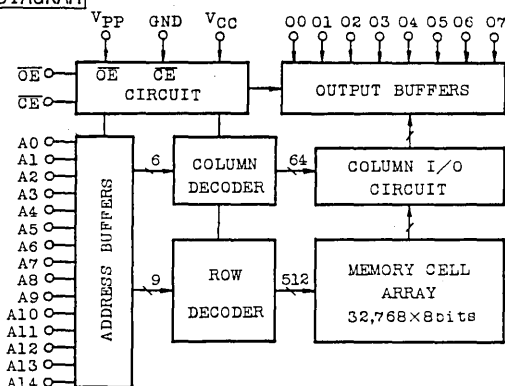 DIAGRAM
VPP GND VCC
O0 O1 O2 O3 O4 O5 O6 O7
OE
CE
OE CE
CIRCUIT
OUTPUT BUFFERS
A0
A1
A2
A3
A4
A5
A6
A7
A8
A9
A10
A11
A12
A13
A14
ADDRESS BUFFERS
6
COLUMN
DECODER
64
COLUMN I/O
CIRCUIT
9
ROW
DECODER
512
MEMORY CELL
ARRAY
32,768×8bits